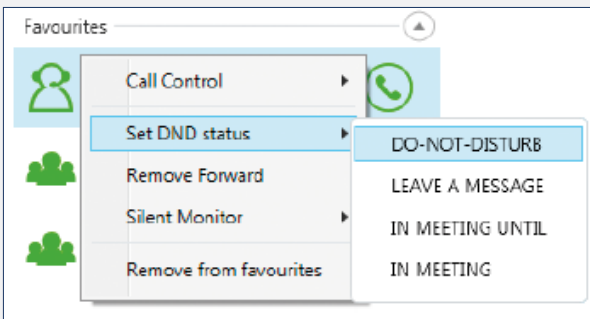 Favourites
Call Control
Set DND status
Remove Forward
Silent Monitor
Remove from favourites
DO-NOT-DISTURB
LEAVE A MESSAGE
IN MEETING UNTIL
IN MEETING